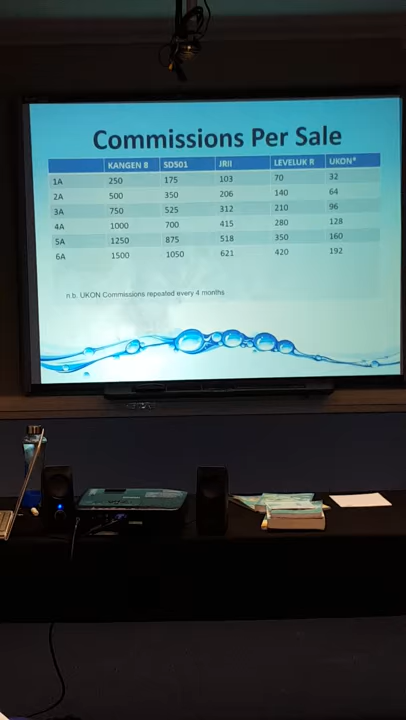 Commissions Per Sale
KANGEN 8 SD501 JRII LEVELUK R UKON*
1A 250 175 103 70 32
2A 500 350 206 140 64
3A 750 525 312 210 96
4A 1000 700 415 280 128
5A 1250 875 518 350 160
6A 1500 1050 621 420 192
n.b. UKON Commissions repeated every 4 months